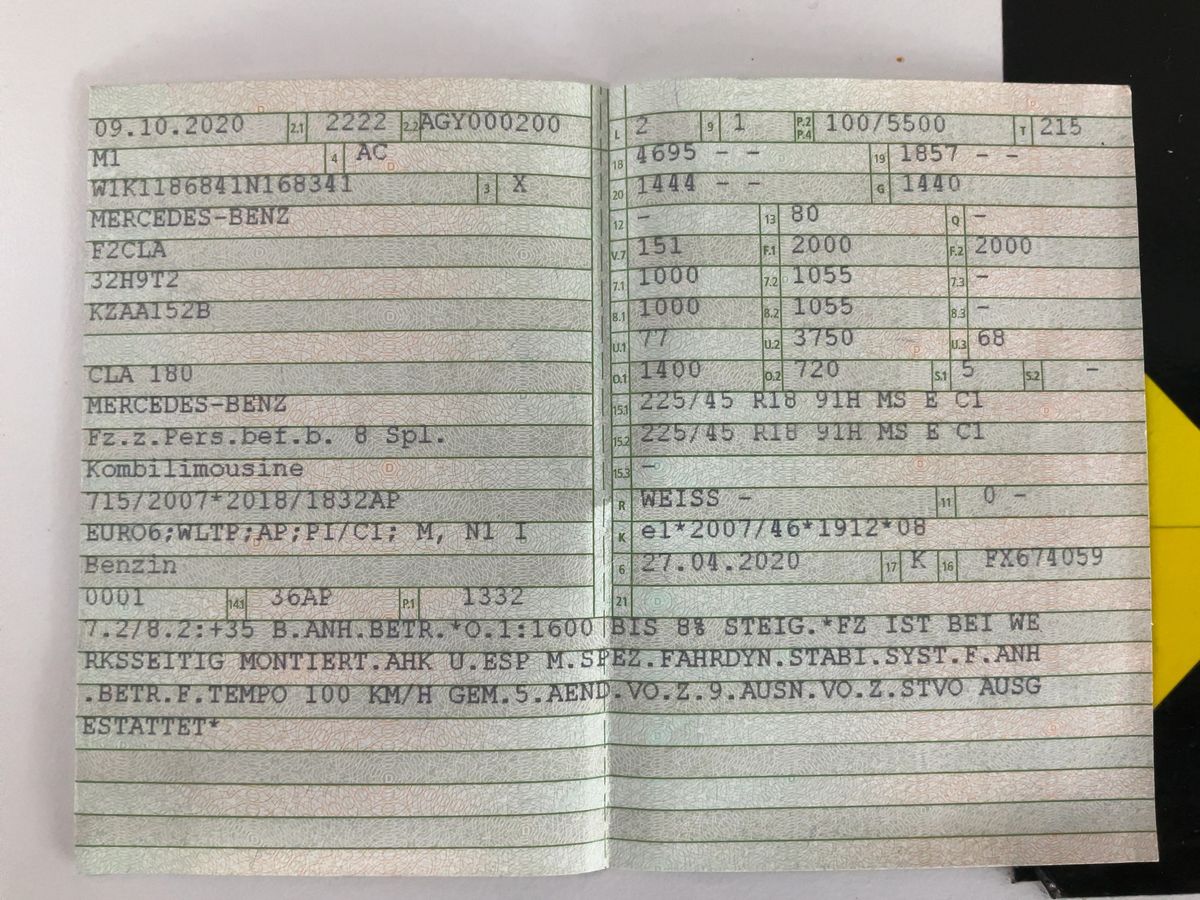 09.10.2020 2.1 2222 2.2 AGY000200
M1 4 AC
W1K1186841N168341 3 X
MERCEDES-BENZ
F2CLA
32H9T2
KZAA152B
CLA 180
MERCEDES-BENZ
Fz.z.Pers.bef.b. 8 Spl.
Kombilimousine
715/2007*2018/1832AP
EURO6;WLTP;AP;PI/CI; M, N1 I
Benzin
0001 14.1 36AP P.1 1332
L 2 9 1 P.2 P.4 100/5500 T 215
18 4695 - - 19 1857 - -
20 1444 - - G 1440
12 - 13 80 Q -
V.7 151 F.1 2000 F.2 2000
7.1 1000 7.2 1055 7.3 -
8.1 1000 8.2 1055 8.3 -
U.1 77 U.2 3750 U.3 68
O.1 1400 O.2 720 S.1 5 S.2 -
15.1 225/45 R18 91H MS E C1
15.2 225/45 R18 91H MS E C1
15.3 -
R WEISS - 11 0 -
K e1*2007/46*1912*08
6 27.04.2020 17 K 16 FX674059
21
7.2/8.2:+35 B.ANH.BETR.*O.1:1600 BIS 8% STEIG.*FZ IST BEI WE
RKSSEITIG MONTIERT.AHK U.ESP M.SPEZ.FAHRDYN.STABI.SYST.F.ANH
.BETR.F.TEMPO 100 KM/H GEM.5.AEND.VO.Z.9.AUSN.VO.Z.STVO AUSG
ESTATTET*